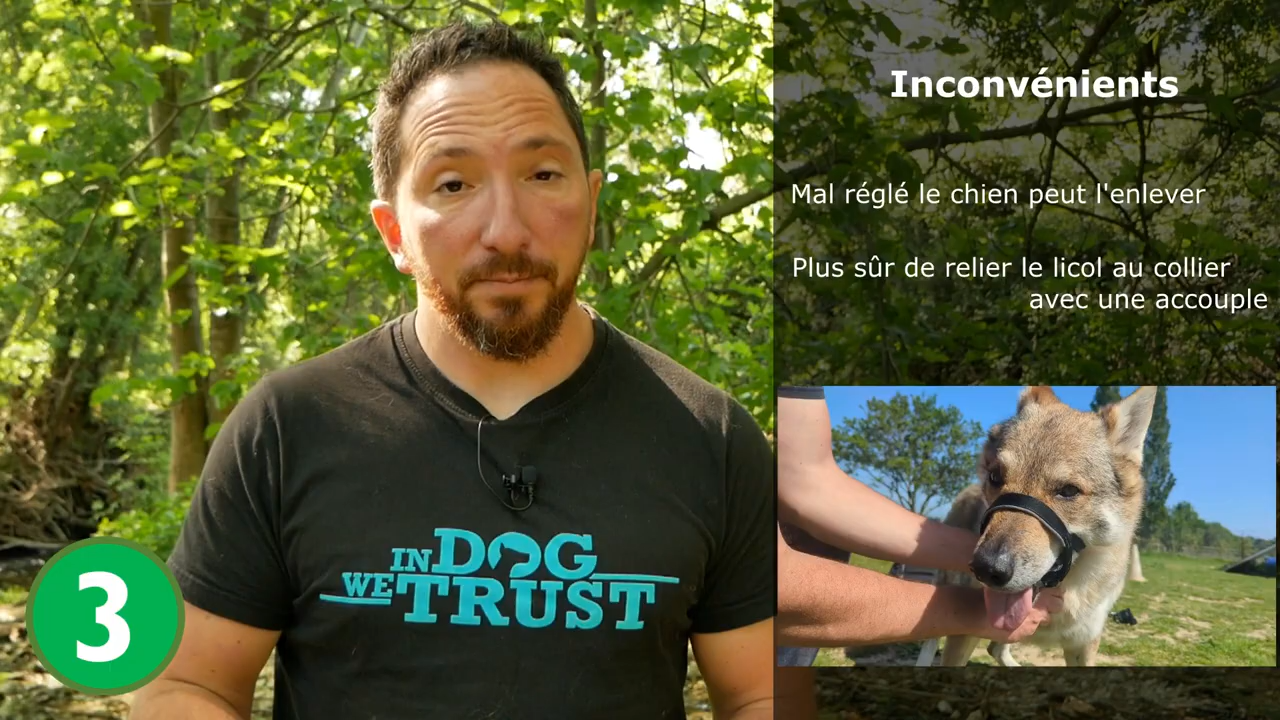 Inconvénients
Mal réglé le chien peut l'enlever
Plus sûr de relier le licol au collier
avec une accouple
IN DOG
WE TRUST
3